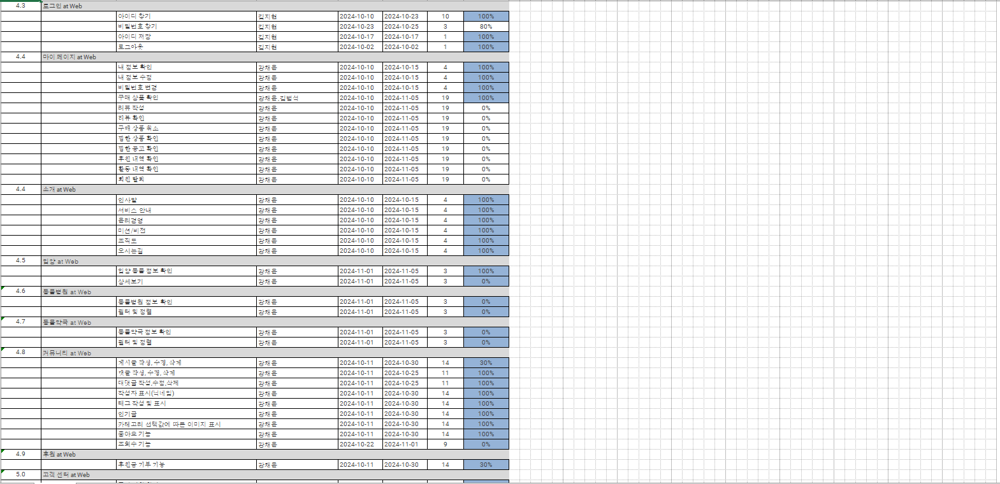 4.3 로그인 at Web
아이디 찾기 김지현 2024-10-10 2024-10-23 10 100%
비밀번호 찾기 김지현 2024-10-23 2024-10-25 3 80%
아이디 저장 김지현 2024-10-17 2024-10-17 1 100%
로그아웃 김지현 2024-10-02 2024-10-02 1 100%
4.4 마이 페이지 at Web
내 정보 확인 강채윤 2024-10-10 2024-10-15 4 100%
내 정보 수정 강채윤 2024-10-10 2024-10-15 4 100%
비밀번호 변경 강채윤 2024-10-10 2024-10-15 4 100%
구매 상품 확인 강채윤,김범석 2024-10-10 2024-11-05 19 100%
리뷰 작성 강채윤 2024-10-10 2024-11-05 19 0%
리뷰 확인 강채윤 2024-10-10 2024-11-05 19 0%
구매 상품 취소 강채윤 2024-10-10 2024-11-05 19 0%
찜한 상품 확인 강채윤 2024-10-10 2024-11-05 19 0%
찜한 공고 확인 강채윤 2024-10-10 2024-11-05 19 0%
후원 내역 확인 강채윤 2024-10-10 2024-11-05 19 0%
활동 내역 확인 강채윤 2024-10-10 2024-11-05 19 0%
회원 탈퇴 강채윤 2024-10-10 2024-11-05 19 0%
4.4 소개 at Web
인사말 강채윤 2024-10-10 2024-10-15 4 100%
서비스 안내 강채윤 2024-10-10 2024-10-15 4 100%
윤리경영 강채윤 2024-10-10 2024-10-15 4 100%
미션/비전 강채윤 2024-10-10 2024-10-15 4 100%
조직도 강채윤 2024-10-10 2024-10-15 4 100%
오시는길 강채윤 2024-10-10 2024-10-15 4 100%
4.5 입양 at Web
입양 동물 정보 확인 강채윤 2024-11-01 2024-11-05 3 100%
상세보기 강채윤 2024-11-01 2024-11-05 3 0%
4.6 동물병원 at Web
동물병원 정보 확인 강채윤 2024-11-01 2024-11-05 3 0%
필터 및 정렬 강채윤 2024-11-01 2024-11-05 3 0%
4.7 동물약국 at Web
동물약국 정보 확인 강채윤 2024-11-01 2024-11-05 3 0%
필터 및 정렬 강채윤 2024-11-01 2024-11-05 3 0%
4.8 커뮤니티 at Web
게시글 작성, 수정, 삭제 강채윤 2024-10-11 2024-10-30 14 30%
댓글 작성, 수정, 삭제 강채윤 2024-10-11 2024-10-25 11 100%
대댓글 작성,수정,삭제 강채윤 2024-10-11 2024-10-25 11 100%
작성자 표시(닉네임) 강채윤 2024-10-11 2024-10-30 14 100%
태그 작성 및 표시 강채윤 2024-10-11 2024-10-30 14 100%
인기글 강채윤 2024-10-11 2024-10-30 14 100%
카테고리 선택값에 따른 이미지 표시 강채윤 2024-10-11 2024-10-30 14 100%
좋아요 기능 강채윤 2024-10-11 2024-10-30 14 100%
조회수 기능 강채윤 2024-10-22 2024-11-01 9 0%
4.9 후원 at Web
후원금 기부 기능 강채윤 2024-10-11 2024-10-30 14 30%
5.0 고객 센터 at Web